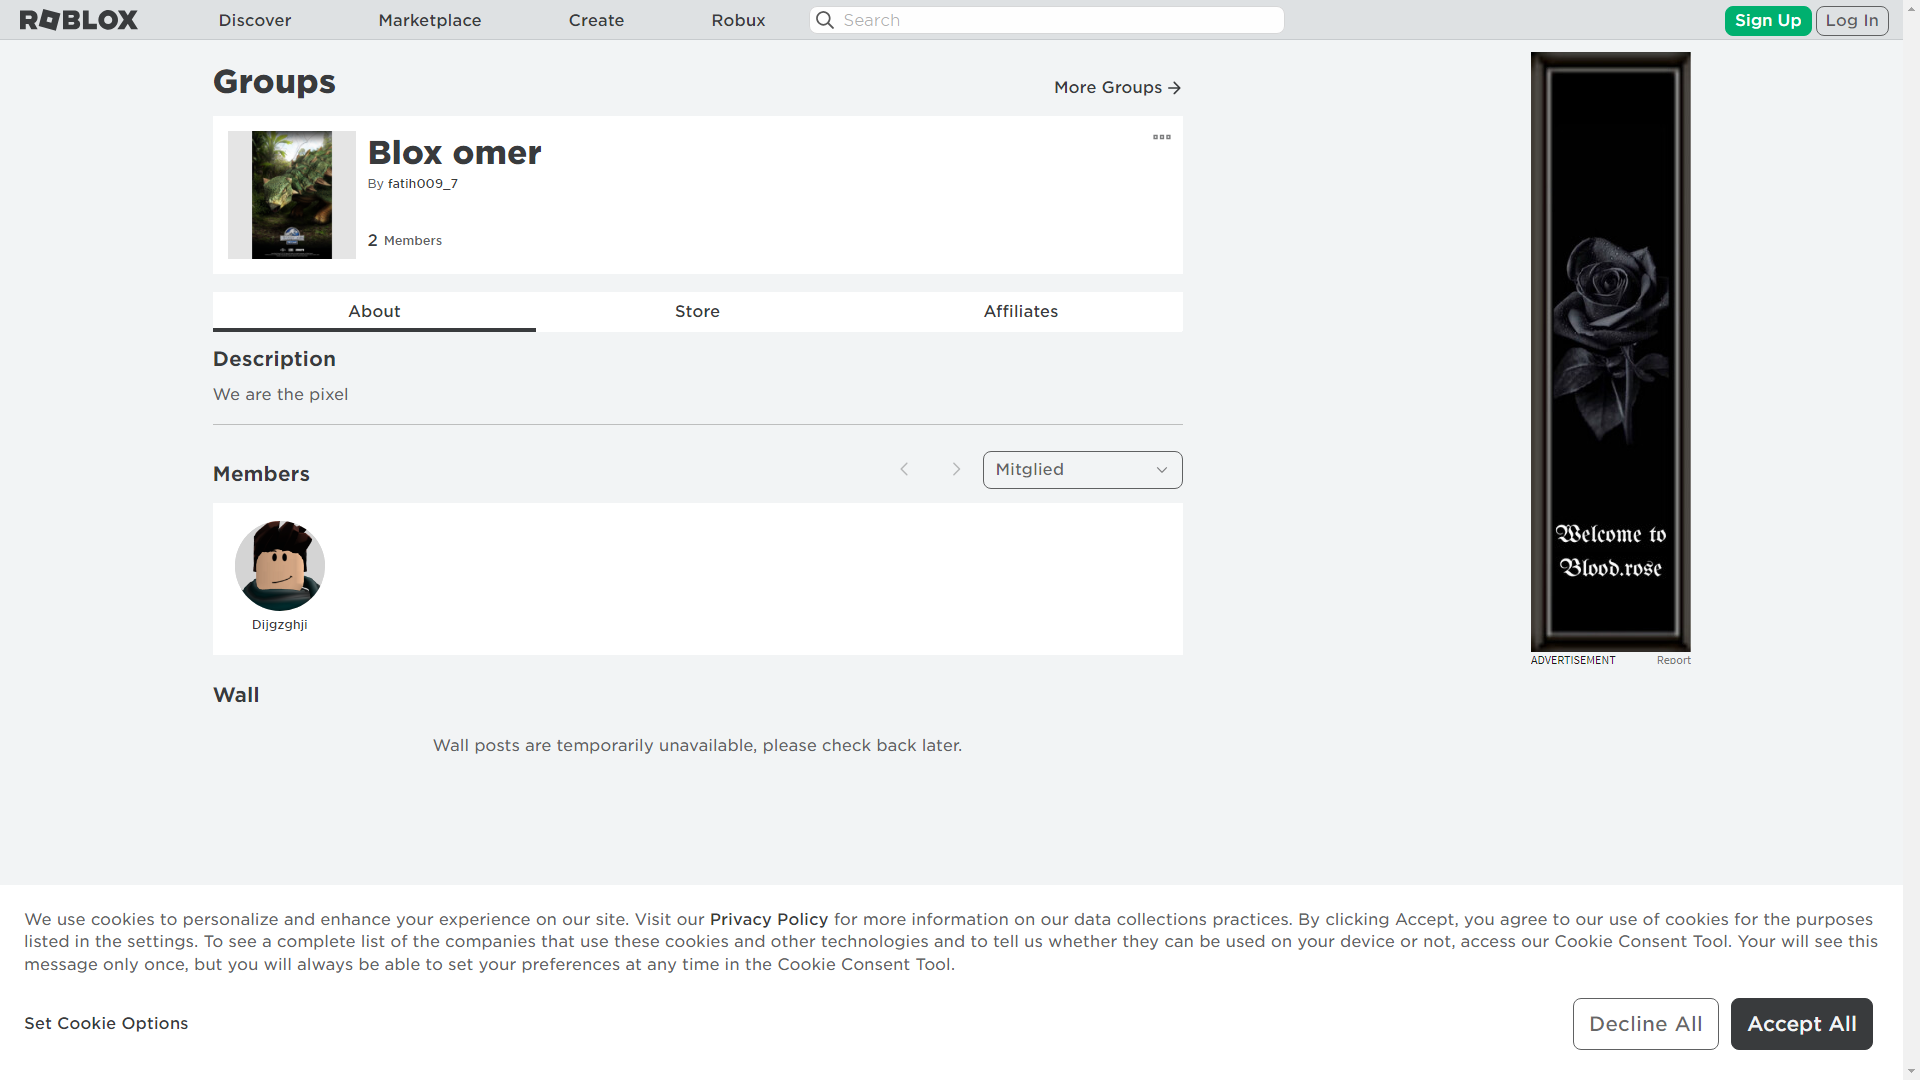 ROBLOX
Discover
Marketplace
Create
Robux
Search
Sign Up
Log In
Groups
More Groups
Blox omer
By fatih009_7
2 Members
About
Store
Affiliates
Description
We are the pixel
Members
Mitglied
Dijgzghji
Wall
Wall posts are temporarily unavailable, please check back later.
Welcome to
Blood.rose
ADVERTISEMENT
Report
We use cookies to personalize and enhance your experience on our site. Visit our Privacy Policy for more information on our data collections practices. By clicking Accept, you agree to our use of cookies for the purposes
listed in the settings. To see a complete list of the companies that use these cookies and other technologies and to tell us whether they can be used on your device or not, access our Cookie Consent Tool. Your will see this
message only once, but you will always be able to set your preferences at any time in the Cookie Consent Tool.
Set Cookie Options
Decline All
Accept All